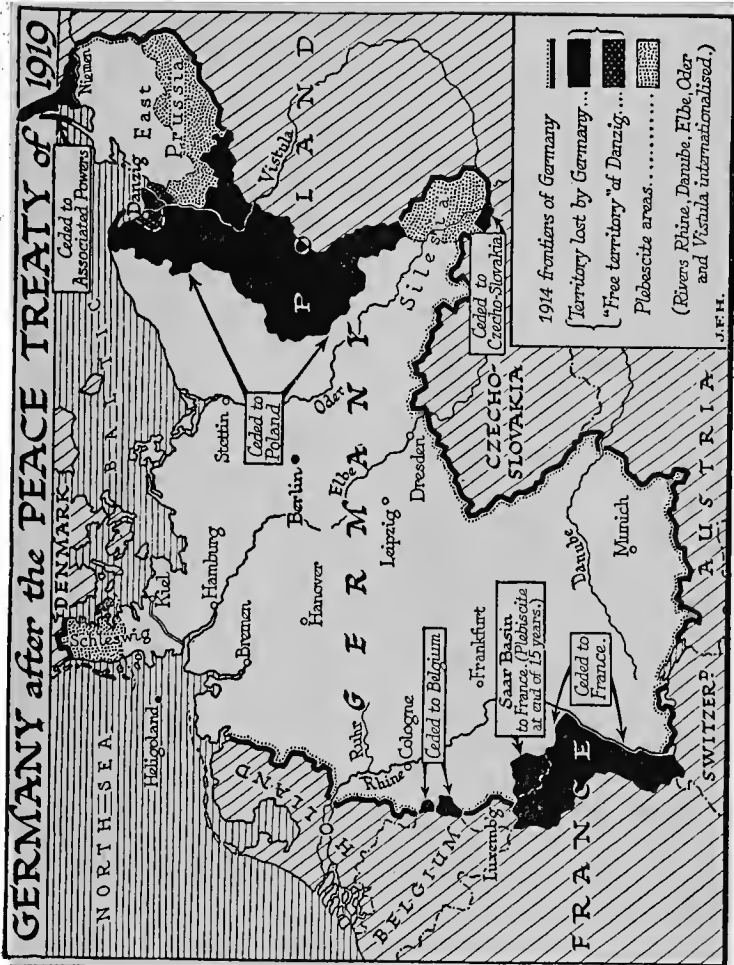 GERMANY after the PEACE TREATY of 1919
NORTH SEA
DENMARK
BALTIC
Schleswig
Kiel
Heligoland
Hamburg
Bremen
Stettin
Ceded to
Associated Powers
Niemen
Danzig
East
Prussia
Vistula
POLAND
Ceded to
Poland
Oder
Berlin
Hanover
Elbe
GERMANY
Leipzig
Dresden
Silesia
Ceded to
Czecho-Slovakia
HOLLAND
Ruhr
Rhine
Cologne
Ceded to Belgium
BELGIUM
Luxembg
Frankfurt
Saar Basin
to France. (Plebiscite
at end of 15 years.)
Ceded to
France.
FRANCE
CZECHO-
SLOVAKIA
Danube
Munich
SWITZERD
AUSTRIA
1914 frontiers of Germany
Territory lost by Germany...
"Free territory" of Danzig....
Plebescite areas..........
(Rivers Rhine, Danube, Elbe, Oder
and Vistula internationalised.)
J.F.H.